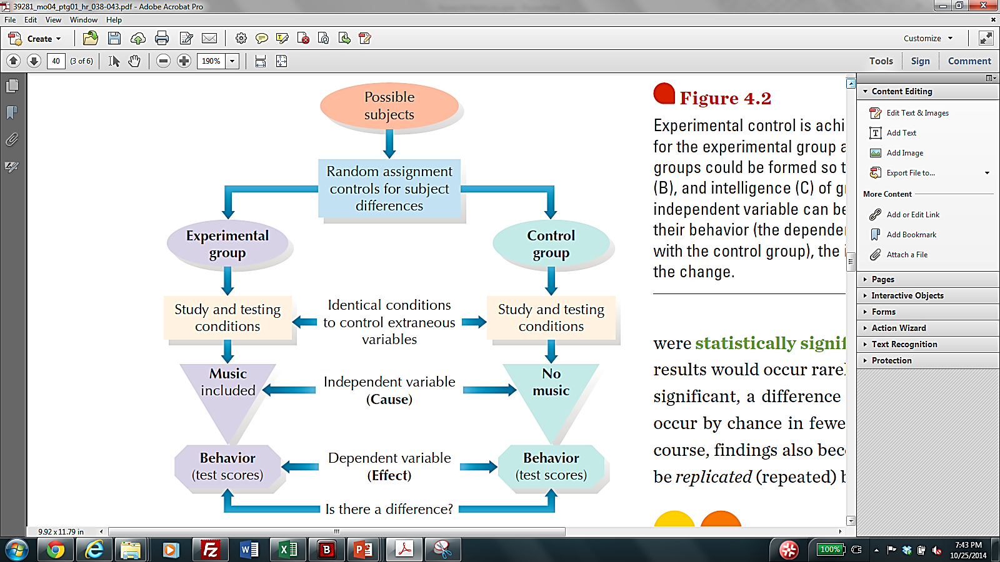 39281_mo04_ptg01_hr_038-043.pdf - Adobe Acrobat Pro
File Edit View Window Help
Create
Customize
40 (3 of 6) 190%
Tools Sign Comment
Possible
subjects
Random assignment
controls for subject
differences
Experimental
group
Control
group
Study and testing
conditions
Identical conditions
to control extraneous
variables
Study and testing
conditions
Music
included
Independent variable
(Cause)
No
music
Behavior
(test scores)
Dependent variable
(Effect)
Behavior
(test scores)
Is there a difference?
Figure 4.2
Experimental control is achi
for the experimental group a
groups could be formed so t
(B), and intelligence (C) of g
independent variable can be
their behavior (the depende
with the control group), the i
the change.
were statistically signif
results would occur rarel
significant, a difference
occur by chance in fewe
course, findings also bec
be replicated (repeated) b
Content Editing
Edit Text & Images
Add Text
Add Image
Export File to...
More Content
Add or Edit Link
Add Bookmark
Attach a File
Pages
Interactive Objects
Forms
Action Wizard
Text Recognition
Protection
9.92 x 11.79 in
100%
7:43 PM
10/25/2014